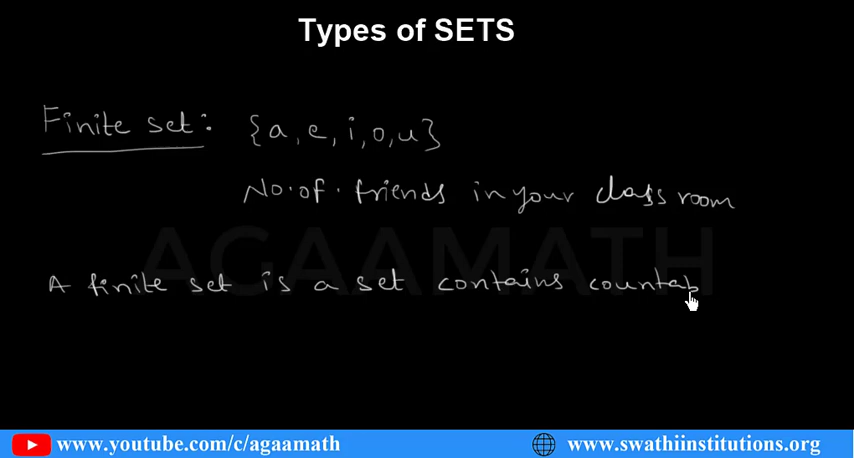 Types of SETS
Finite set: {a, e, i, o, u}
No. of. friends in your class room
AGAAMATH
A finite set is a set contains countab
www.youtube.com/c/agaamath
www.swathiinstitutions.org